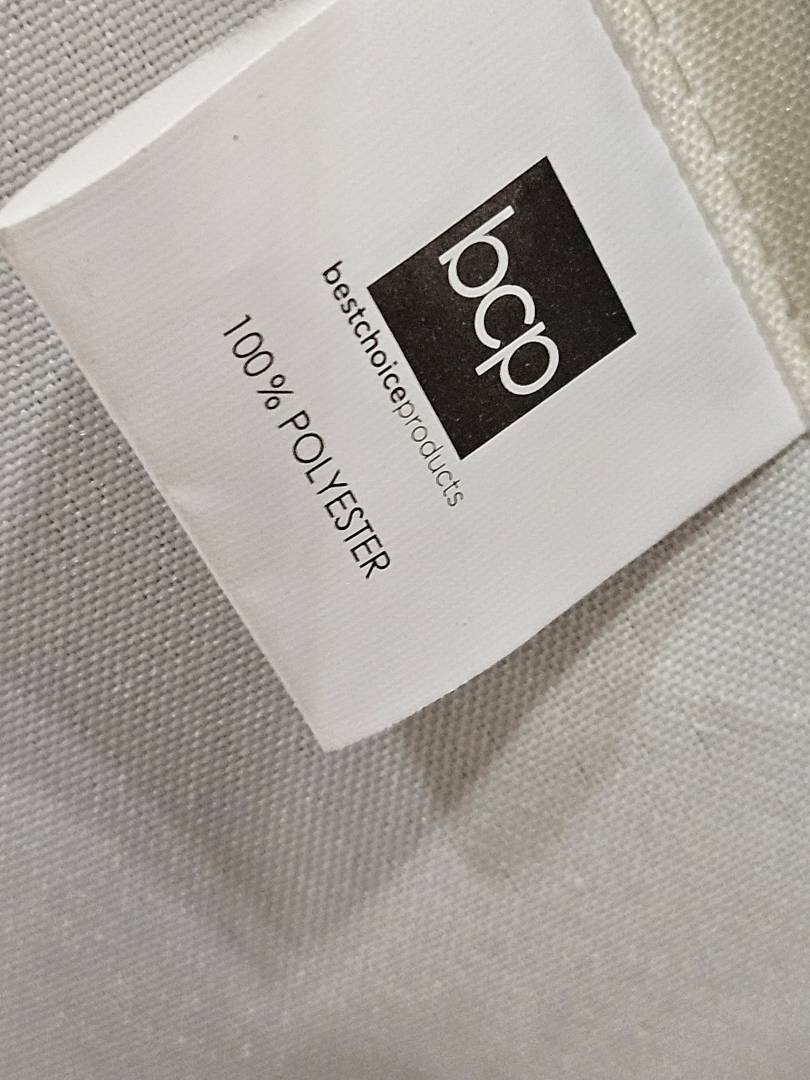 bcp
bestchoiceproducts
100% POLYESTER